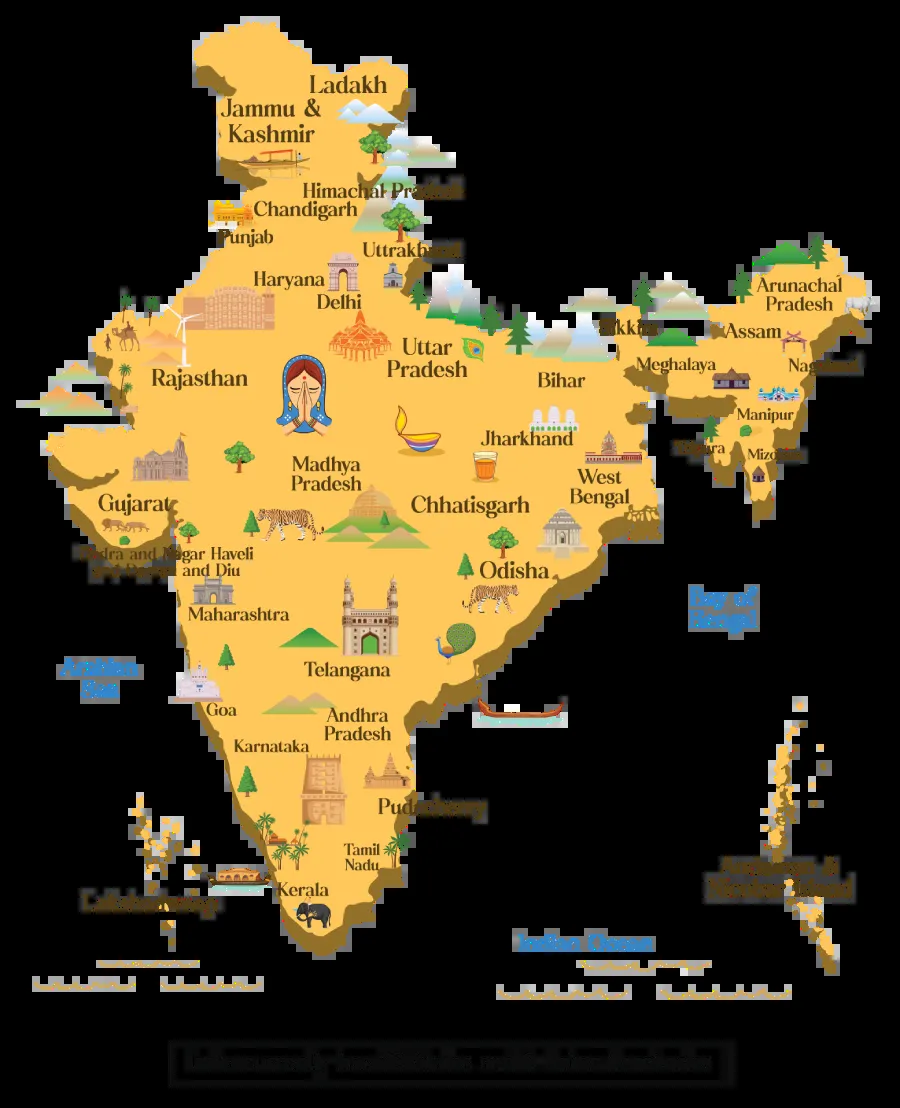 Ladakh
Jammu &
Kashmir
Himachal Pradesh
Chandigarh
Punjab
Uttrakhand
Haryana
Delhi
Arunachal
Pradesh
Sikkim
Assam
Uttar
Pradesh
Meghalaya
Nagaland
Rajasthan
Bihar
Manipur
Jharkhand
Tripura
Mizoram
Madhya
Pradesh
West
Bengal
Gujarat
Chhatisgarh
Dadra and Nagar Haveli
and Daman and Diu
Odisha
Maharashtra
Bay of
Bengal
Arabian
Sea
Telangana
Goa
Andhra
Pradesh
Karnataka
Puducherry
Tamil
Nadu
Kerala
Lakshadweep
Andaman &
Nicobar Island
Indian Ocean